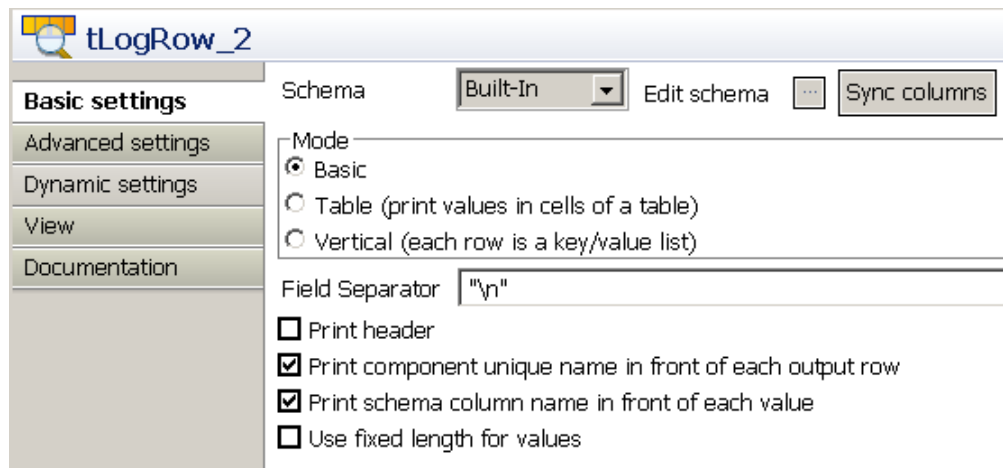 tLogRow_2
Basic settings
Advanced settings
Dynamic settings
View
Documentation
Schema Built-In Edit schema ... Sync columns
Mode
Basic
Table (print values in cells of a table)
Vertical (each row is a key/value list)
Field Separator "\n"
Print header
Print component unique name in front of each output row
Print schema column name in front of each value
Use fixed length for values